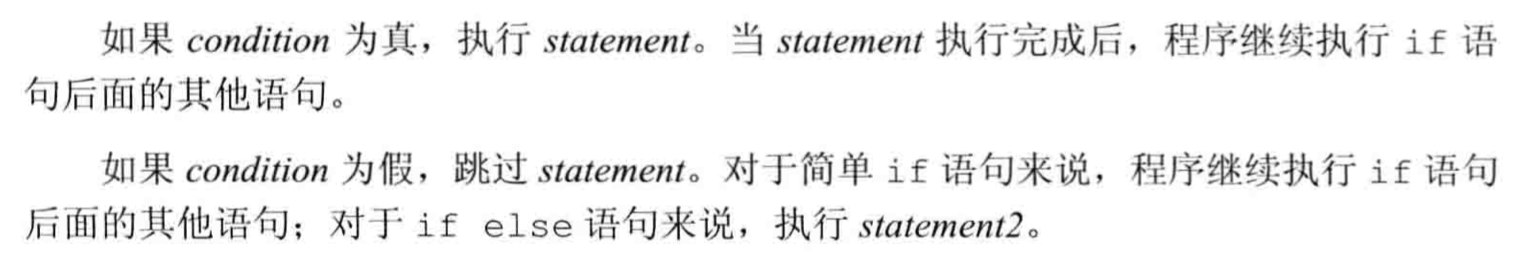 如果 condition 为真，执行 statement。当 statement 执行完成后，程序继续执行 if 语
句后面的其他语句。
如果 condition 为假，跳过 statement。对于简单 if 语句来说，程序继续执行 if 语句
后面的其他语句；对于 if else 语句来说，执行 statement2。